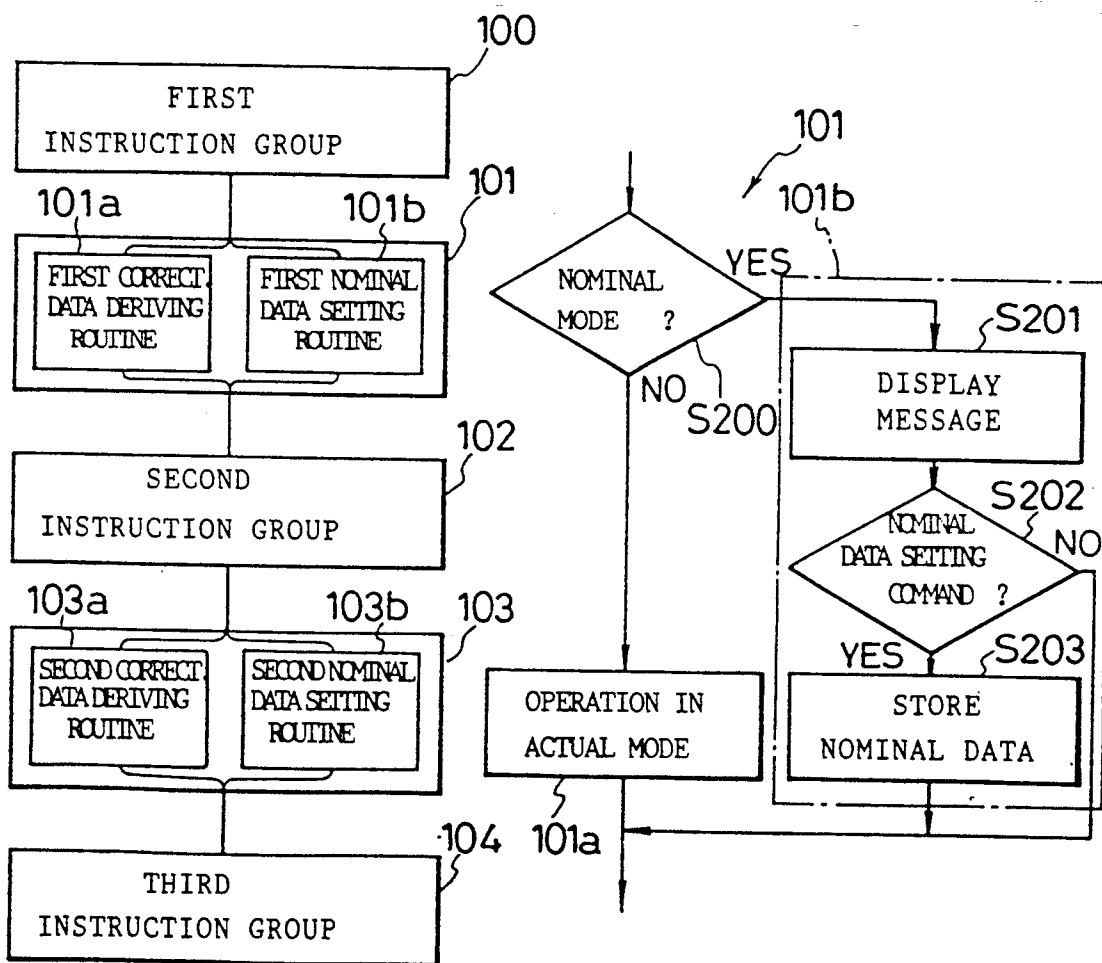 100
FIRST
INSTRUCTION GROUP
101a
101b
101
FIRST CORRECT.
DATA DERIVING
ROUTINE
FIRST NOMINAL
DATA SETTING
ROUTINE
102
SECOND
INSTRUCTION GROUP
103a
103b
103
SECOND CORRECT.
DATA DERIVING
ROUTINE
SECOND NOMINAL
DATA SETTING
ROUTINE
104
THIRD
INSTRUCTION GROUP
101
101b
NOMINAL
MODE ?
YES
NO
S200
S201
DISPLAY
MESSAGE
S202
NOMINAL
DATA SETTING
COMMAND ?
NO
YES
S203
STORE
NOMINAL DATA
OPERATION IN
ACTUAL MODE
101a